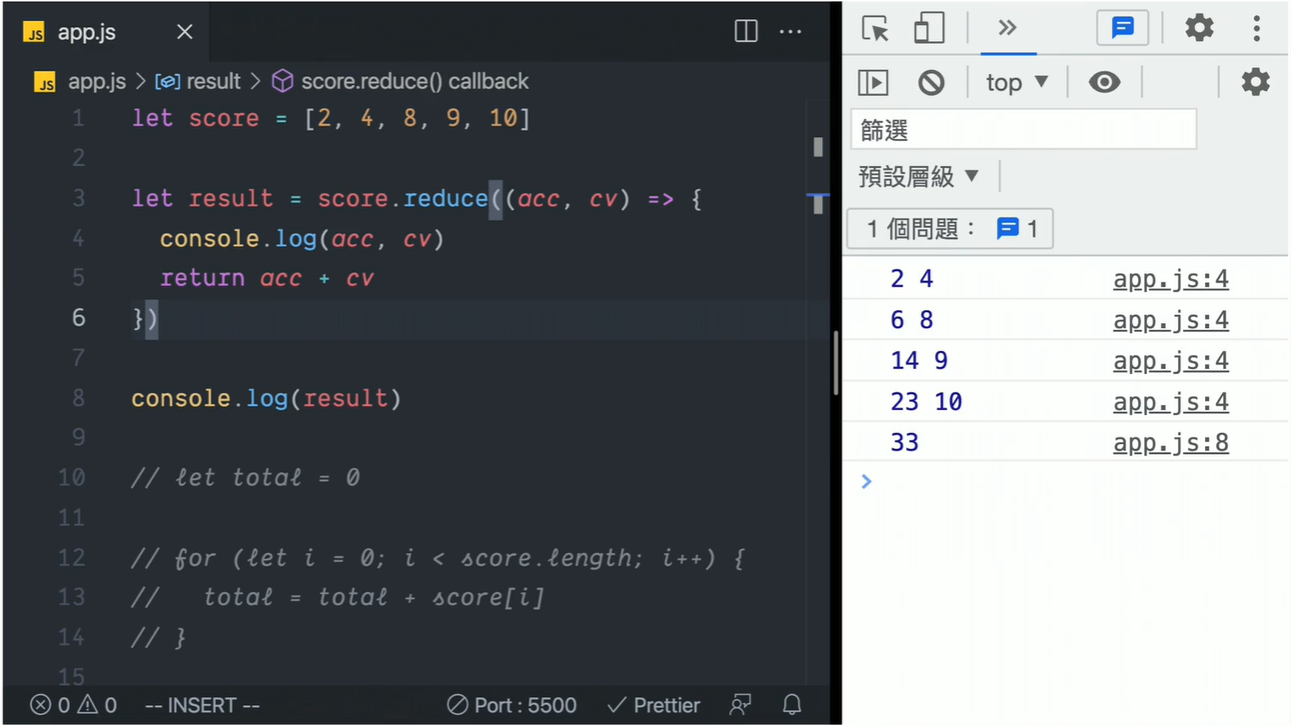 JS app.js
JS app.js > result > score.reduce() callback
1 let score = [2, 4, 8, 9, 10]
2
3 let result = score.reduce((acc, cv) => {
4 console.log(acc, cv)
5 return acc + cv
6 })
7
8 console.log(result)
9
10 // let total = 0
11
12 // for (let i = 0; i < score.length; i++) {
13 // total = total + score[i]
14 // }
15
0 0 -- INSERT -- Port : 5500 Prettier
top
篩選
預設層級
1 個問題： 1
2 4 app.js:4
6 8 app.js:4
14 9 app.js:4
23 10 app.js:4
33 app.js:8